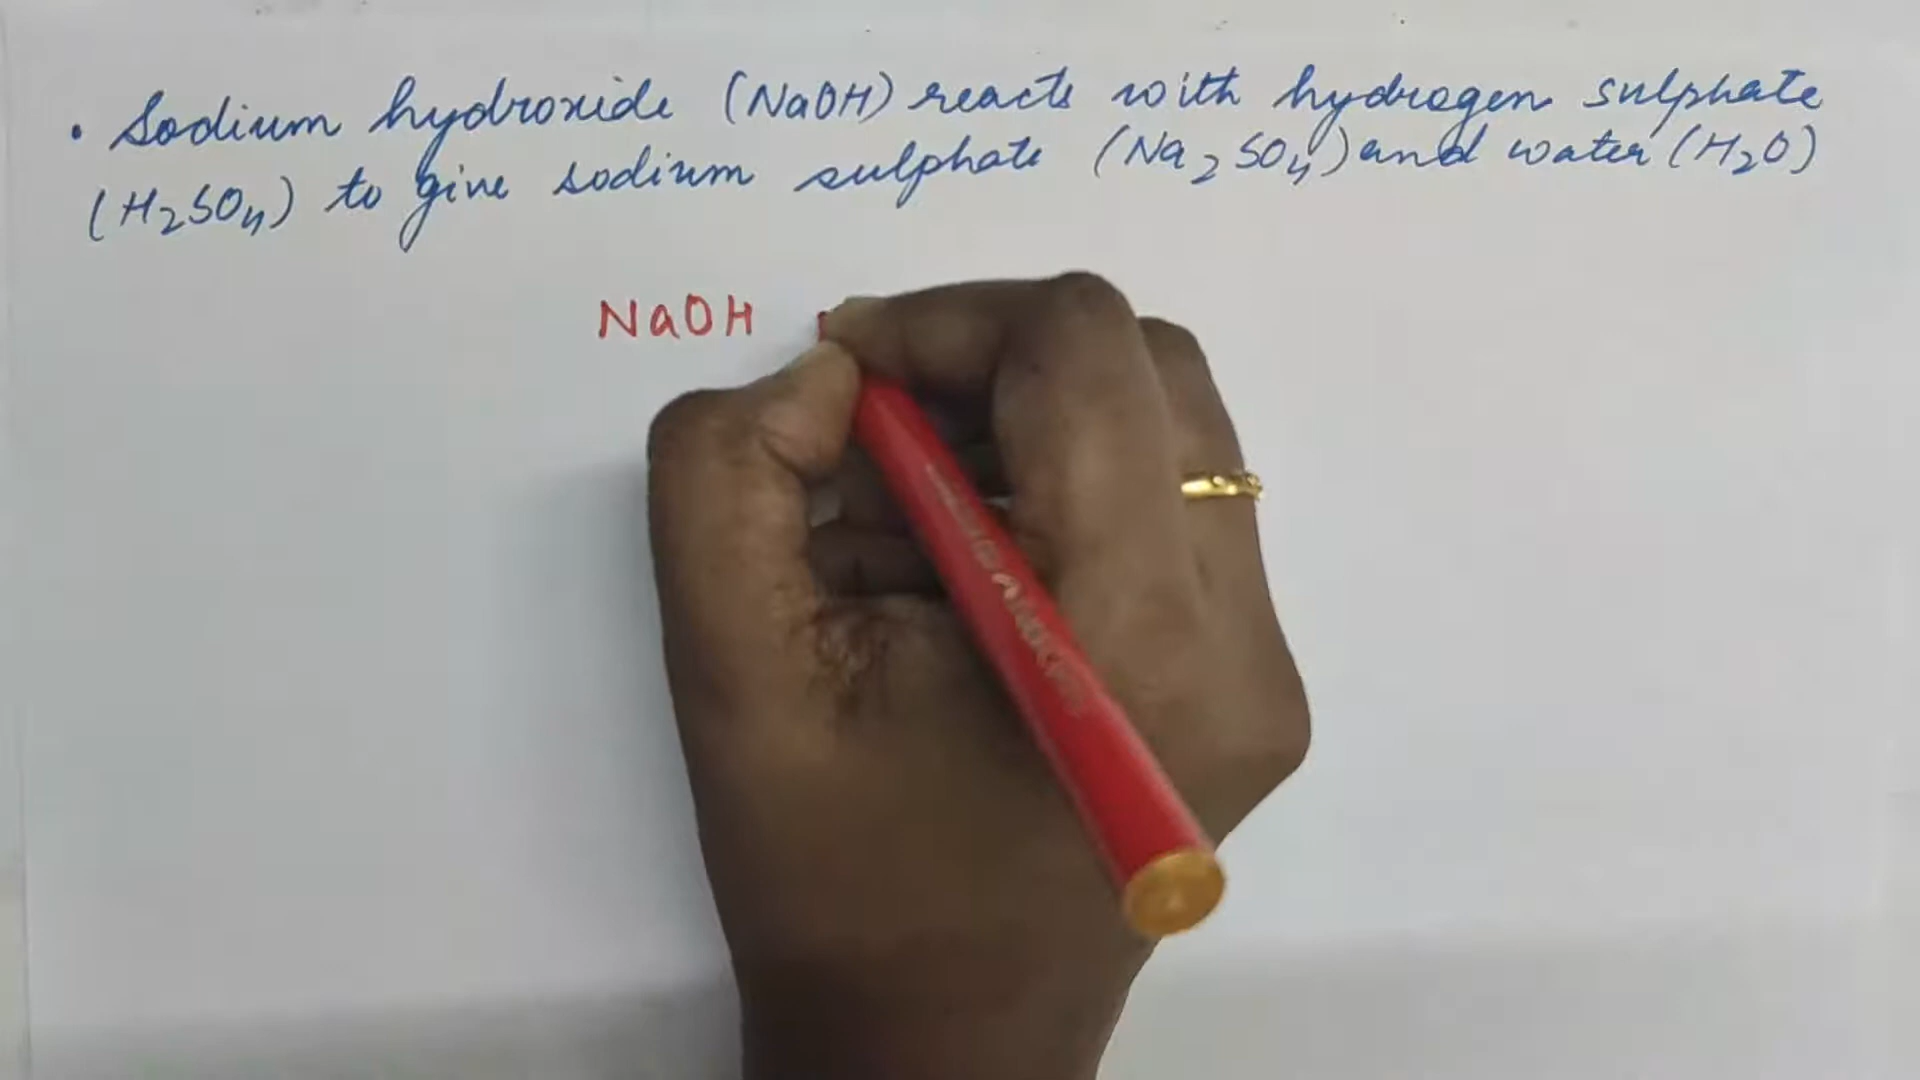 • Sodium hydroxide (NaOH) reacts with hydrogen sulphate
(H₂SO₄) to give sodium sulphate (Na₂SO₄) and water (H₂O)
NaOH